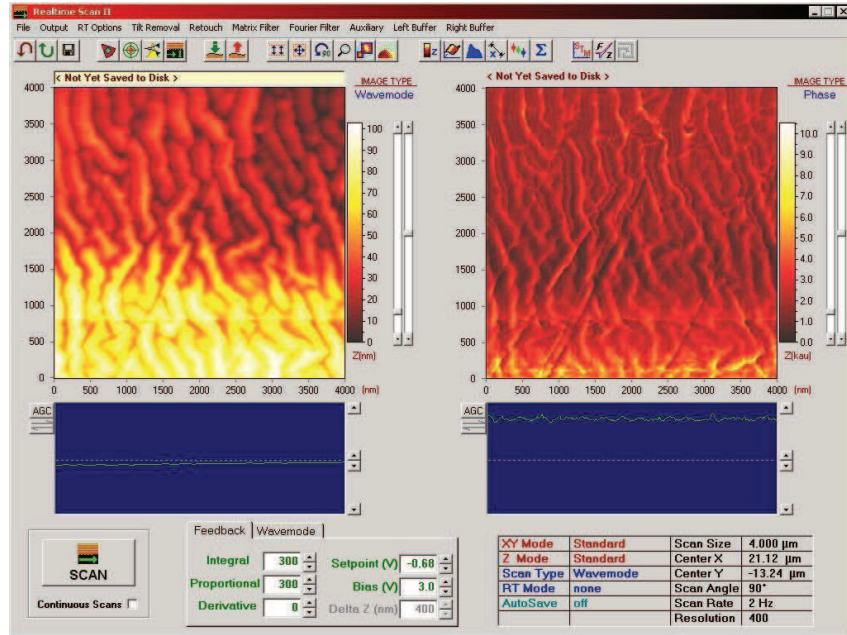 Realtime Scan II
File Output RT Options Tilt Removal Retouch Matrix Filter Fourier Filter Auxiliary Left Buffer Right Buffer
< Not Yet Saved to Disk >
IMAGE TYPE
Wavemode
4000
3500
3000
2500
2000
1500
1000
500
0
100
90
80
70
60
50
40
30
20
10
0
Z(nm)
0 500 1000 1500 2000 2500 3000 3500 4000 (nm)
< Not Yet Saved to Disk >
IMAGE TYPE
Phase
4000
3500
3000
2500
2000
1500
1000
500
0
10.0
9.0
8.0
7.0
6.0
5.0
4.0
3.0
2.0
1.0
0.0
Z(kau)
0 500 1000 1500 2000 2500 3000 3500 4000 (nm)
AGC
AGC
SCAN
Continuous Scans
Feedback Wavemode
Integral 300 Setpoint (V) -0.68
Proportional 300 Bias (V) 3.0
Derivative 0 Delta Z (nm) 400
XY Mode Standard Scan Size 4.000 µm
Z Mode Standard Center X 21.12 µm
Scan Type Wavemode Center Y -13.24 µm
RT Mode none Scan Angle 90°
AutoSave off Scan Rate 2 Hz
Resolution 400